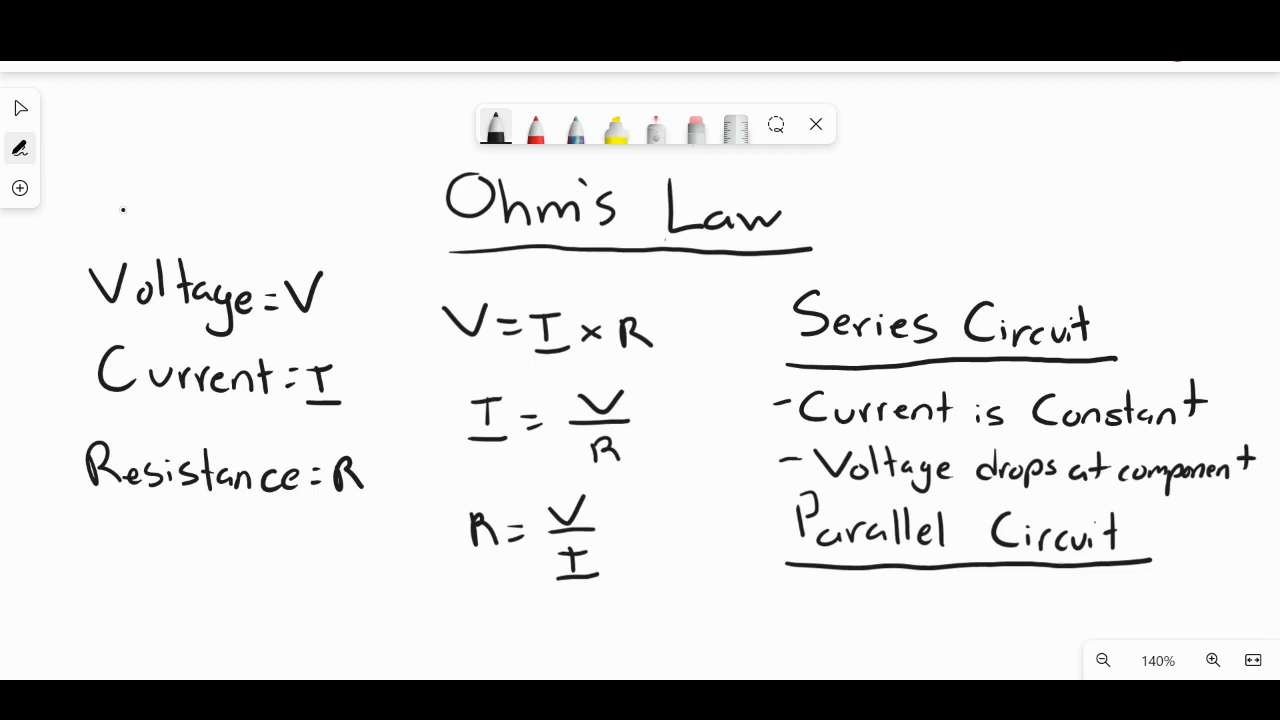 Ohm's Law
Voltage = V
Current = I
Resistance = R
V = I × R
I = V/R
R = V/I
Series Circuit
- Current is Constant
- Voltage drops at component
Parallel Circuit
140%